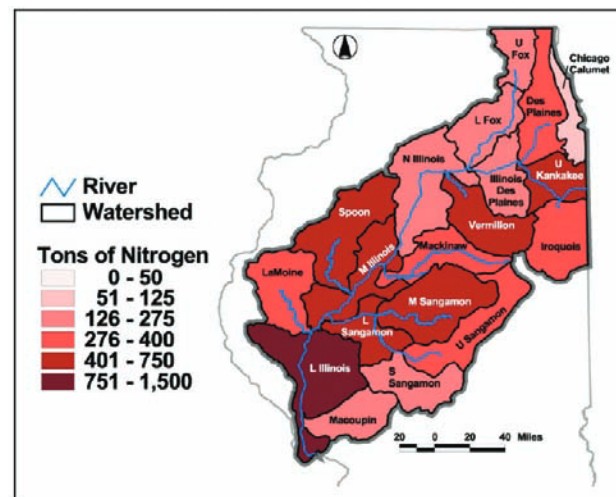 U
Fox
Chicago
/Calumet
Des
Plaines
L Fox
N Illinois
U
Kankakee
Illinois
Des
Plaines
River
Watershed
Spoon
Vermilion
Iroquois
M Illinois
Mackinaw
Tons of Nitrogen
0 - 50
51 - 125
126 - 275
276 - 400
401 - 750
751 - 1,500
LaMoine
M Sangamon
L
Sangamon
U Sangamon
L Illinois
S
Sangamon
Macoupin
20 0 20 40 Miles